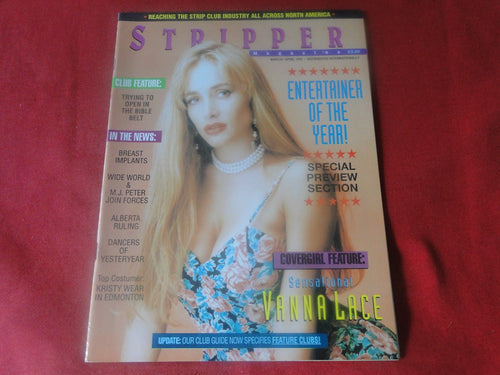 - REACHING THE STRIP CLUB INDUSTRY ALL ACROSS NORTH AMERICA -
STRIPPER
Magazine
CLUB FEATURE:
TRYING TO
OPEN IN
THE BIBLE
BELT
IN THE NEWS:
BREAST
IMPLANTS
WIDE WORLD
& M.J. PETER
JOIN FORCES
ALBERTA
RULING
DANCERS
OF
YESTERYEAR
Top Costumer:
KRISTY WEAR
IN EDMONTON
ENTERTAINER
OF THE
YEAR!
SPECIAL
PREVIEW
SECTION
COVERGIRL FEATURE:
Sensational
VANNA LACE
UPDATE: OUR CLUB GUIDE NOW SPECIFIES FEATURE CLUBS!